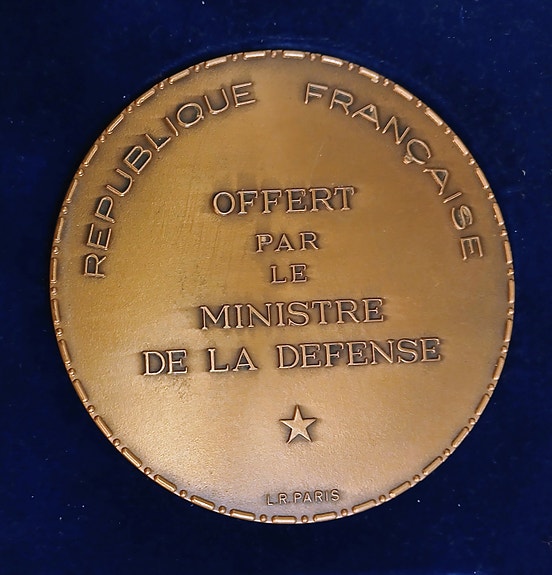 REPUBLIQUE FRANÇAISE
OFFERT
PAR
LE
MINISTRE
DE LA DEFENSE
L.R. PARIS